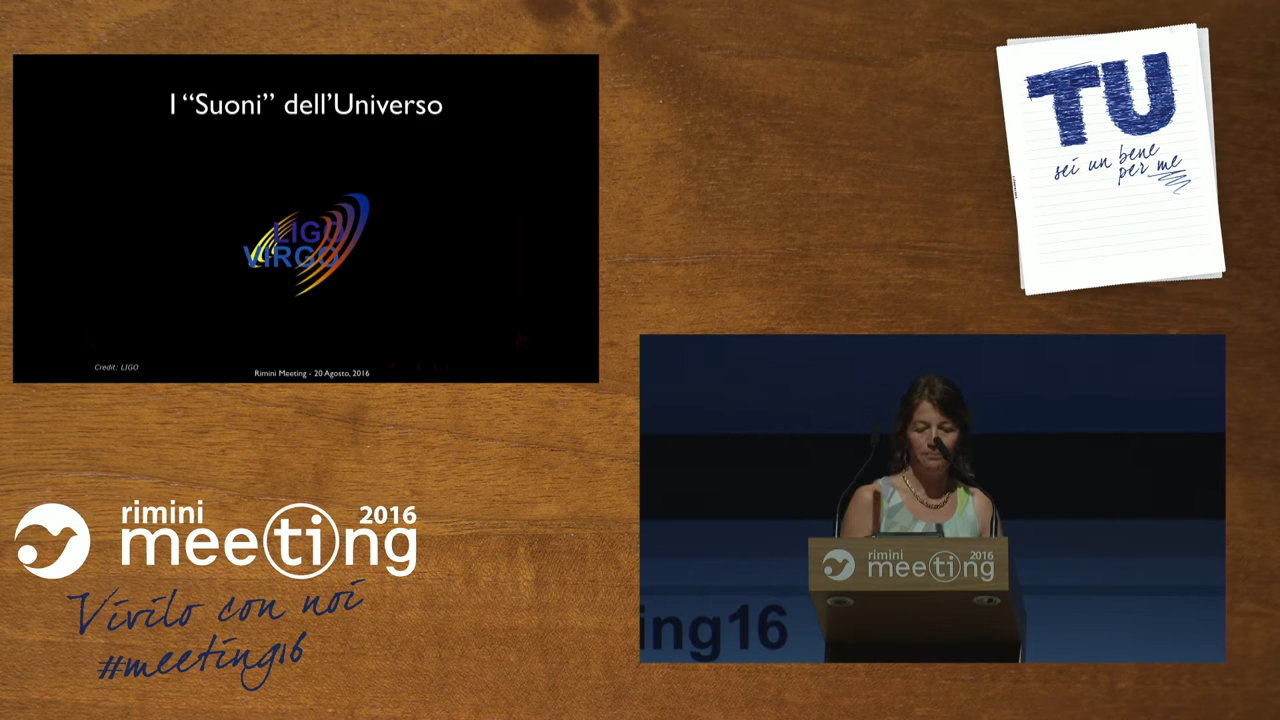 I “Suoni” dell’Universo
LIGO
VIRGO
Credit: LIGO
Rimini Meeting - 20 Agosto, 2016
TU
sei un bene
per me
rimini 2016
meeting
Vivilo con noi
#meeting16
rimini 2016
meeting
ing16